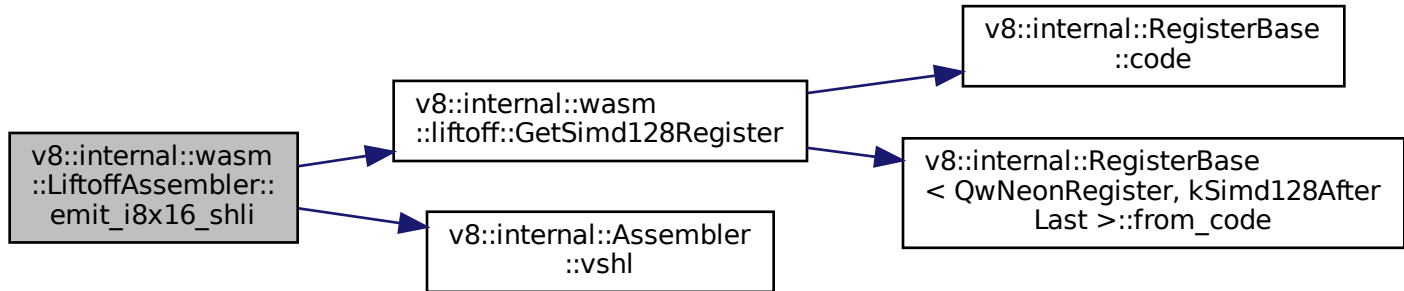 v8::internal::wasm
::LiftoffAssembler::
emit_i8x16_shli
v8::internal::wasm
::liftoff::GetSimd128Register
v8::internal::Assembler
::vshl
v8::internal::RegisterBase
::code
v8::internal::RegisterBase
< QwNeonRegister, kSimd128After
Last >::from_code